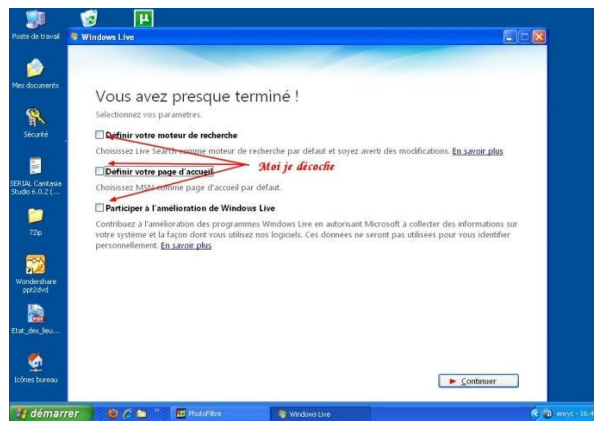 Poste de travail
Windows Live
Mes documents
Vous avez presque terminé !
Sélectionnez vos paramètres.
Sécurité
Définir votre moteur de recherche
Choisissez Live Search comme moteur de recherche par défaut et soyez averti des modifications. En savoir plus
Moi je décoche
SERIAL Camtasia
Studio 6.0.2 (...
Définir votre page d'accueil
Choisissez MSN comme page d'accueil par défaut.
Participer à l'amélioration de Windows Live
Contribuez à l'amélioration des programmes Windows Live en autorisant Microsoft à collecter des informations sur
votre système et la façon dont vous utilisez nos logiciels. Ces données ne seront pas utilisées pour vous identifier
personnellement. En savoir plus
7Zip
Wondershare
ppt2dvd
Etat_des_lieu...
Icônes bureau
Continuer
démarrer
PhotoFiltre
Windows Live